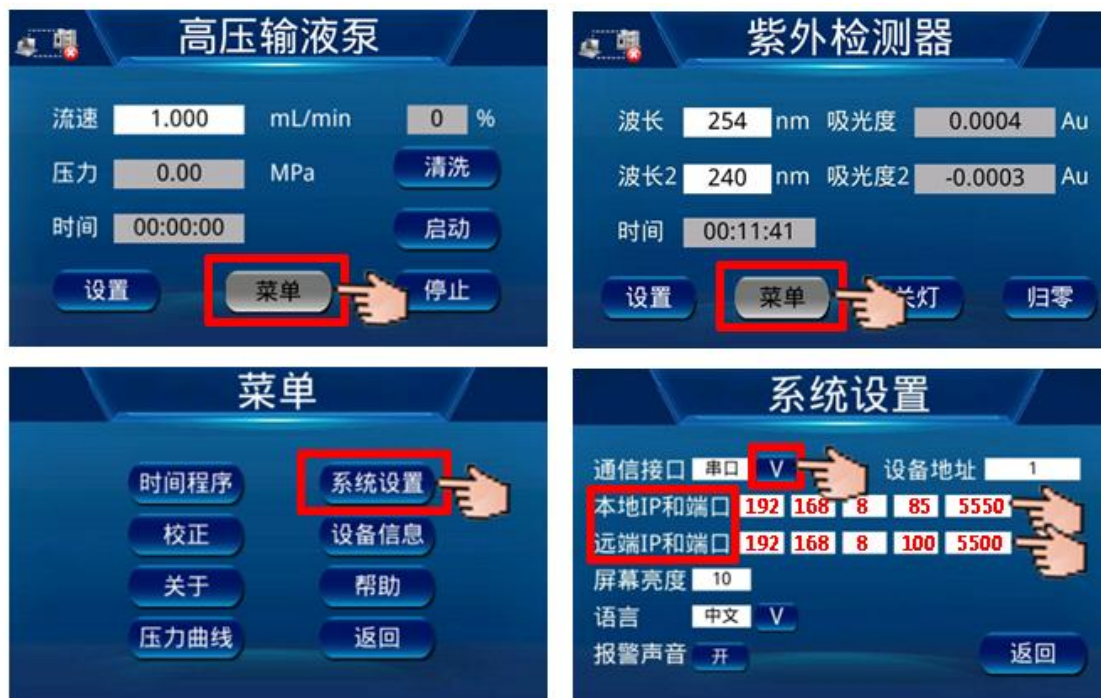 高压输液泵
流速 1.000 mL/min 0 %
压力 0.00 MPa 清洗
时间 00:00:00 启动
设置 菜单 停止
紫外检测器
波长 254 nm 吸光度 0.0004 Au
波长2 240 nm 吸光度2 -0.0003 Au
时间 00:11:41
设置 菜单 关灯 归零
菜单
时间程序 系统设置
校正 设备信息
关于 帮助
压力曲线 返回
系统设置
通信接口 串口 V 设备地址 1
本地IP和端口 192 168 8 85 5550
远端IP和端口 192 168 8 100 5500
屏幕亮度 10
语言 中文 V
报警声音 开 返回